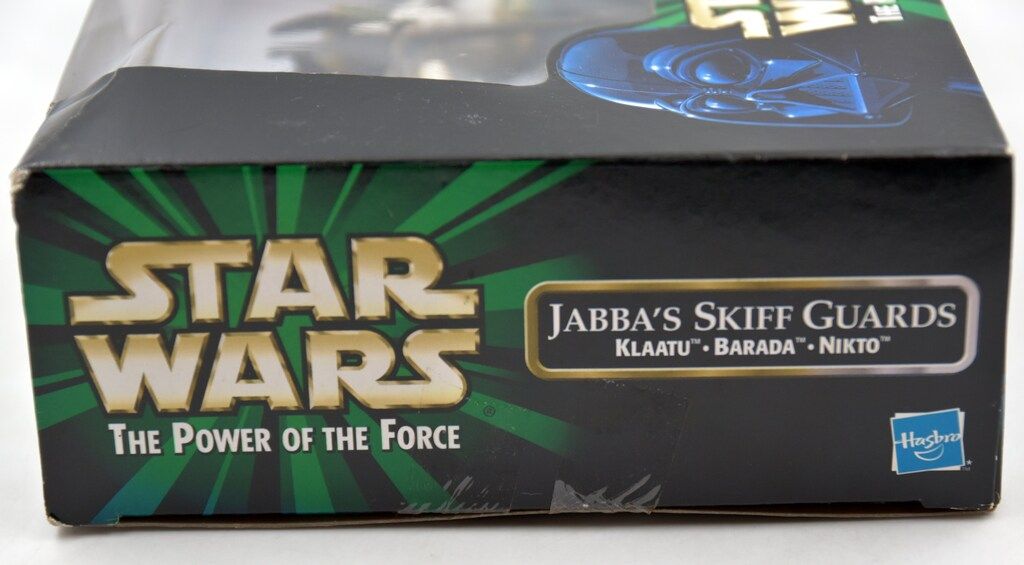 STAR
WARS®
THE POWER OF THE FORCE
JABBA'S SKIFF GUARDS
KLAATU™ • BARADA™ • NIKTO™
Hasbro